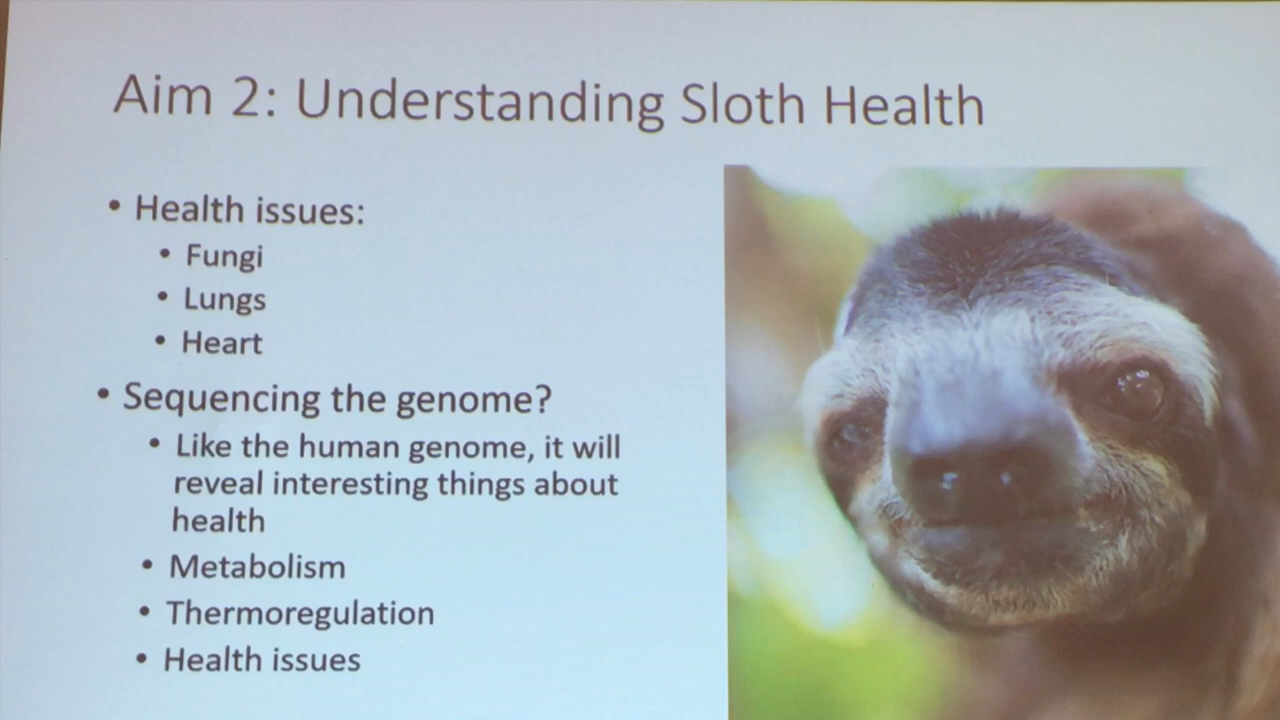 Aim 2: Understanding Sloth Health
• Health issues:
• Fungi
• Lungs
• Heart
• Sequencing the genome?
• Like the human genome, it will
reveal interesting things about
health
• Metabolism
• Thermoregulation
• Health issues